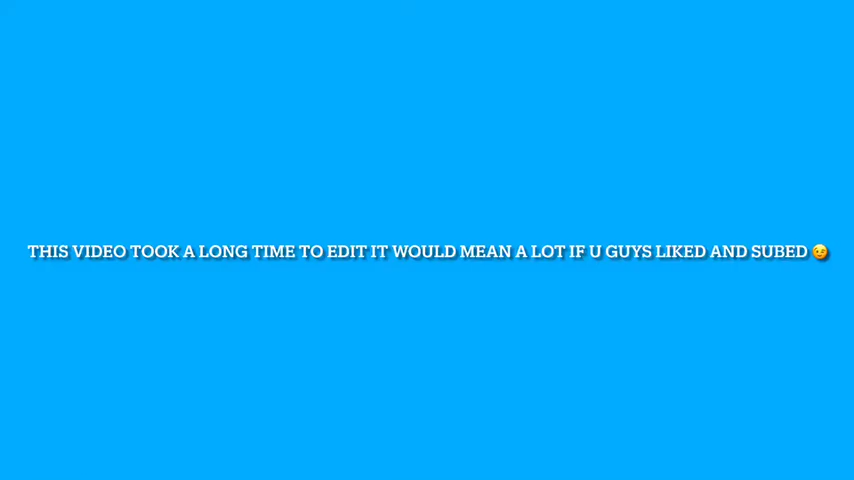 THIS VIDEO TOOK A LONG TIME TO EDIT IT WOULD MEAN A LOT IF U GUYS LIKED AND SUBED 😉